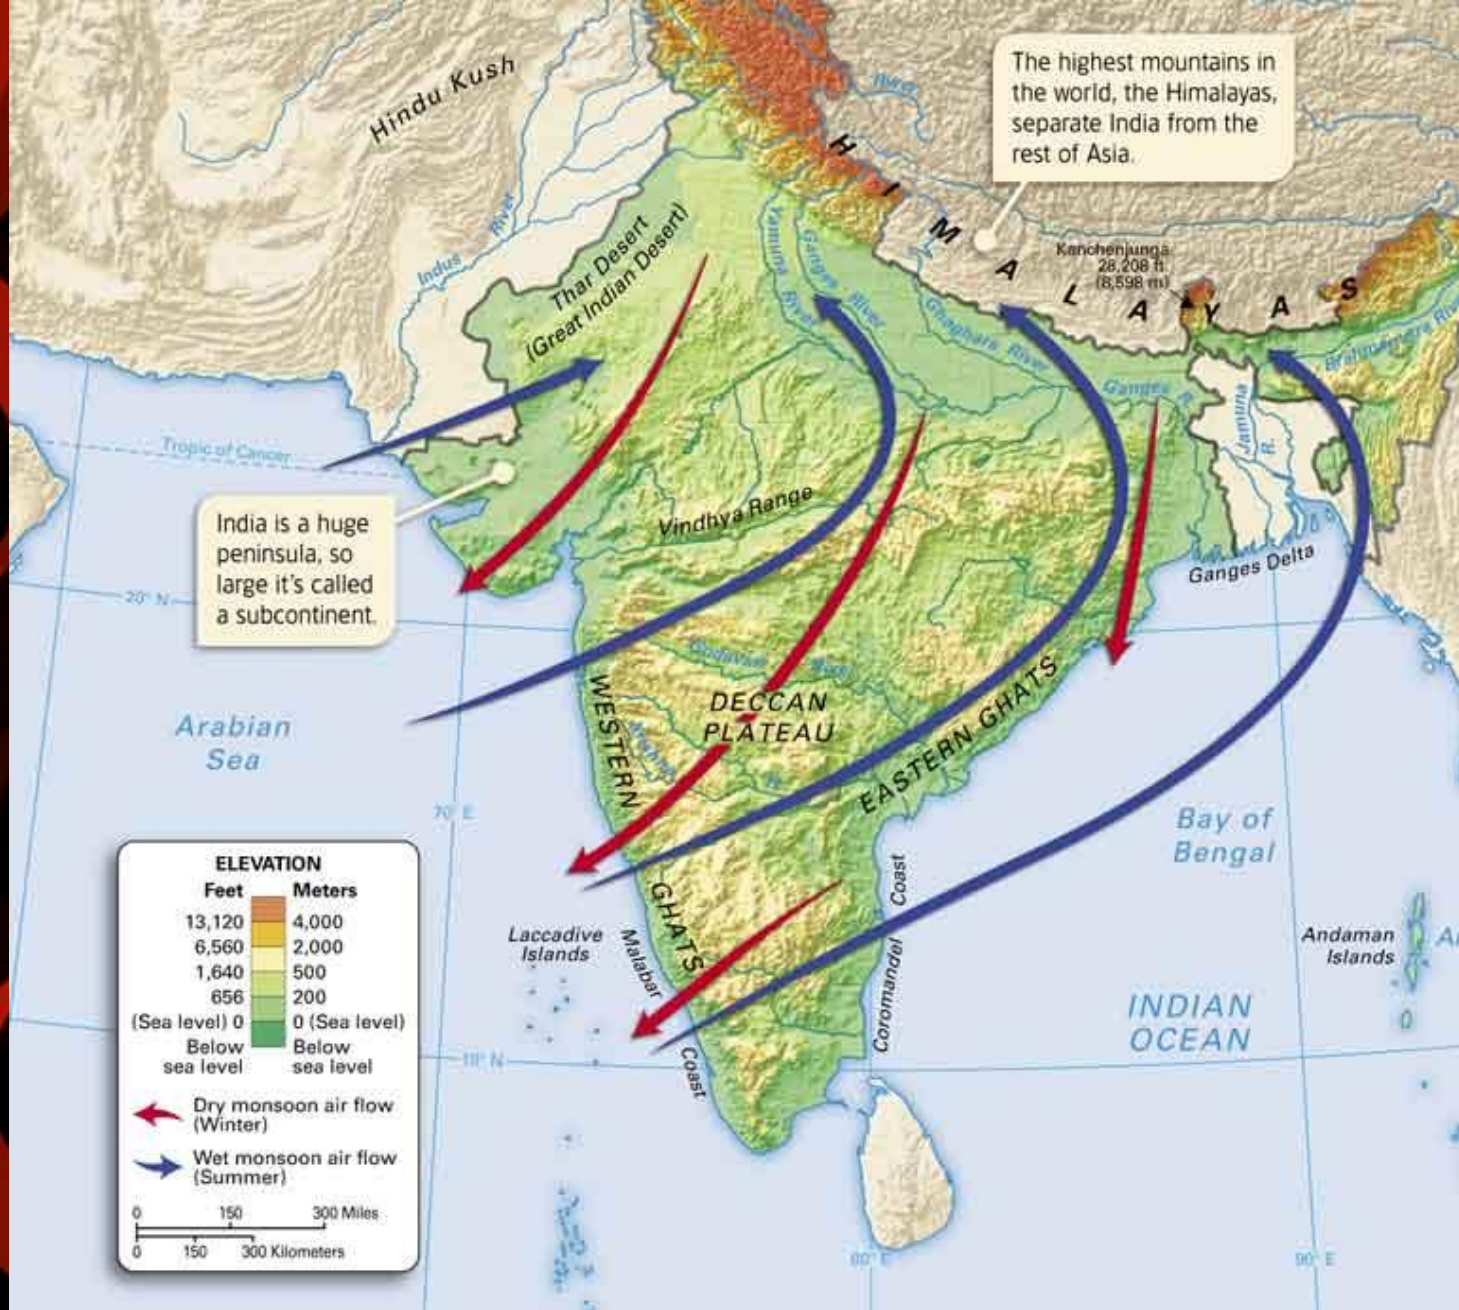 Hindu Kush
The highest mountains in
the world, the Himalayas,
separate India from the
rest of Asia.
River
HIMALAYAS
Kanchenjunga
28,208 ft.
(8,598 m)
Indus River
Thar Desert
(Great Indian Desert)
Yamuna River
Ganges River
Ghaghara River
Ganges R.
Brahmaputra
Jamuna
R.
Tropic of Cancer
India is a huge
peninsula, so
large it's called
a subcontinent.
Vindhya Range
Ganges Delta
20° N
Godavari River
DECCAN
PLATEAU
WESTERN GHATS
R.
EASTERN GHATS
Arabian
Sea
70° E
Bay of
Bengal
Laccadive
Islands
Malabar Coast
Coromandel Coast
Andaman
Islands
INDIAN
OCEAN
10° N
80° E
90° E
ELEVATION
Feet Meters
13,120 4,000
6,560 2,000
1,640 500
656 200
(Sea level) 0 0 (Sea level)
Below Below
sea level sea level
Dry monsoon air flow
(Winter)
Wet monsoon air flow
(Summer)
0 150 300 Miles
0 150 300 Kilometers